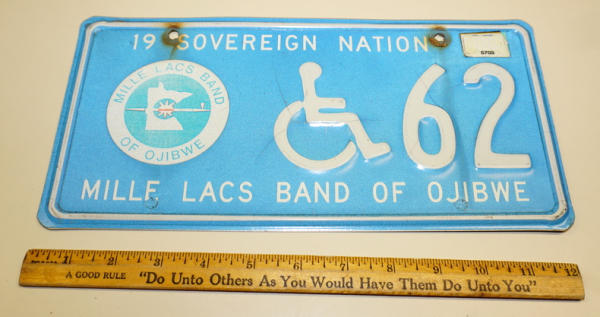 19 SOVEREIGN NATION
5755
MILLE LACS BAND
OF OJIBWE
62
MILLE LACS BAND OF OJIBWE
1 2 3 4 5 6 7 8 9 10 11 12
A GOOD RULE "Do Unto Others As You Would Have Them Do Unto You"